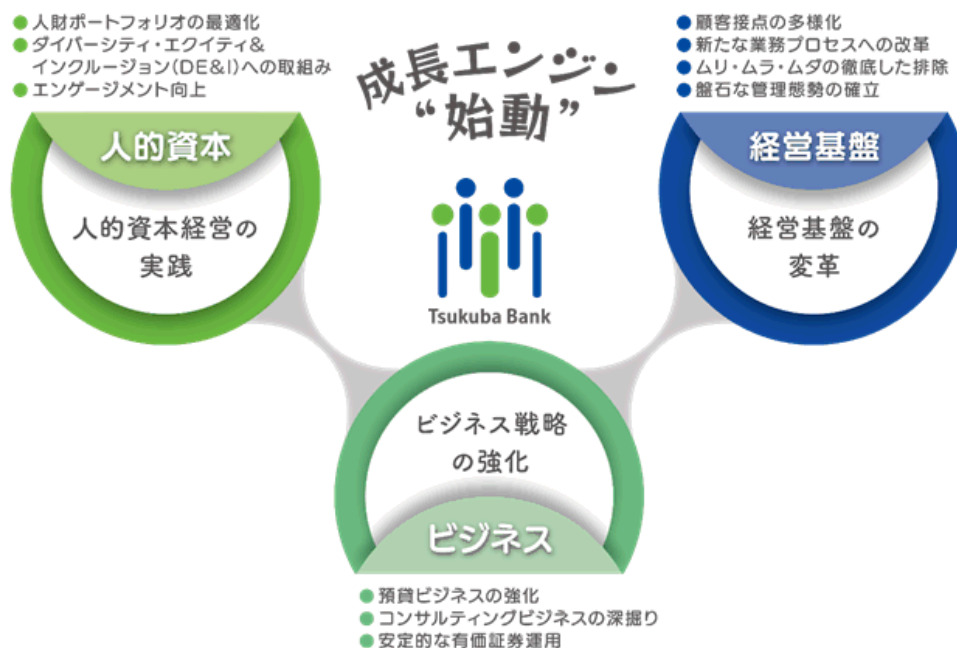 人財ポートフォリオの最適化
ダイバーシティ・エクイティ&
インクルージョン(DE&I)への取組み
エンゲージメント向上
人的資本
人的資本経営の
実践
成長エンジン
“始動”
Tsukuba Bank
顧客接点の多様化
新たな業務プロセスへの改革
ムリ・ムラ・ムダの徹底した排除
盤石な管理態勢の確立
経営基盤
経営基盤の
変革
ビジネス戦略
の強化
ビジネス
預貸ビジネスの強化
コンサルティングビジネスの深掘り
安定的な有価証券運用